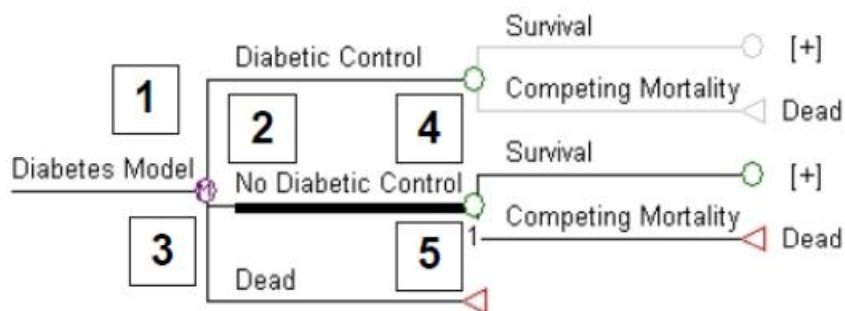 Survival
[+]
Diabetic Control
1
Competing Mortality
2
4
Dead
Survival
Diabetes Model
M
No Diabetic Control
[+]
Competing Mortality
3
5
1
Dead
Dead